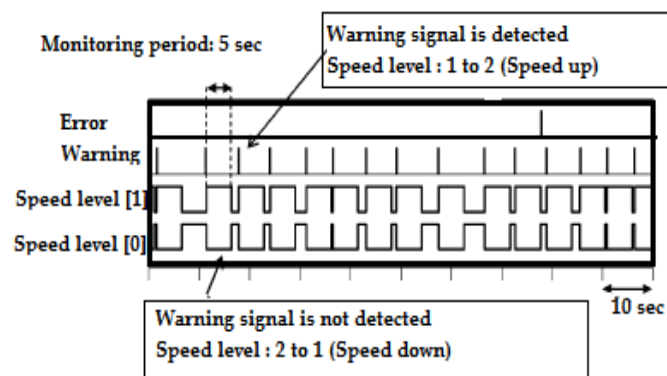 Warning signal is detected
Speed level : 1 to 2 (Speed up)
Monitoring period: 5 sec
Error
Warning
Speed level [1]
Speed level [0]
10 sec
Warning signal is not detected
Speed level : 2 to 1 (Speed down)